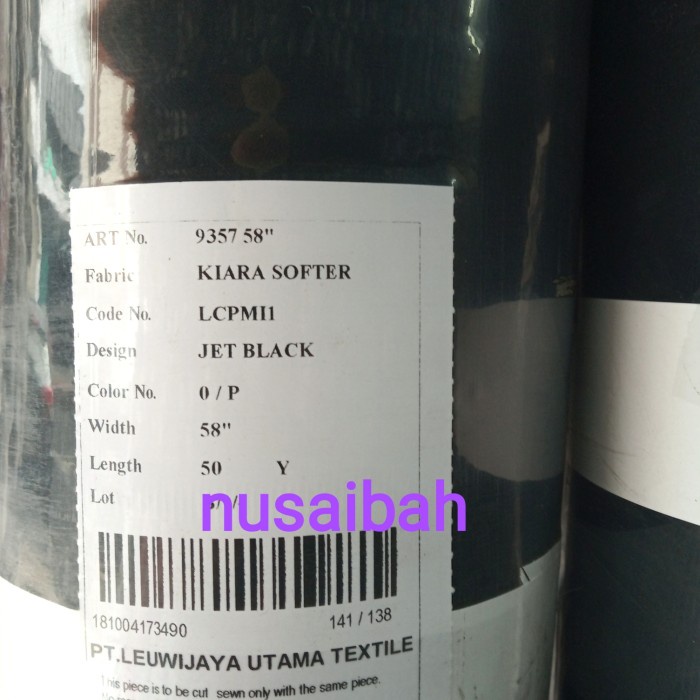 ART No. 9357 58"
Fabric KIARA SOFTER
Code No. LCPMI1
Design JET BLACK
Color No. 0 / P
Width 58"
Length 50 Y
Lot
nusaibah
181004173490 141 / 138
PT.LEUWIJAYA UTAMA TEXTILE
This piece is to be cut sewn only with the same piece.